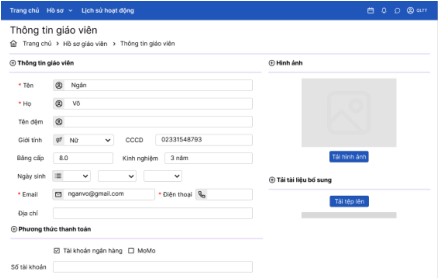 Trang chủ Hồ sơ Lịch sử hoạt động
Thông tin giáo viên
Trang chủ > Hồ sơ giáo viên > Thông tin giáo viên
Thông tin giáo viên
Hình ảnh
* Tên Ngân
* Họ Võ
Tên đệm
Giới tính Nữ CCCD 02331548793
Bằng cấp 8.0 Kinh nghiệm 3 năm
Tải hình ảnh
Ngày sinh
Tải tài liệu bổ sung
* Email nganvc@gmail.com * Điện thoại
Tải tệp lên
Địa chỉ
Phương thức thanh toán
Tài khoản ngân hàng MoMo
Số tài khoản